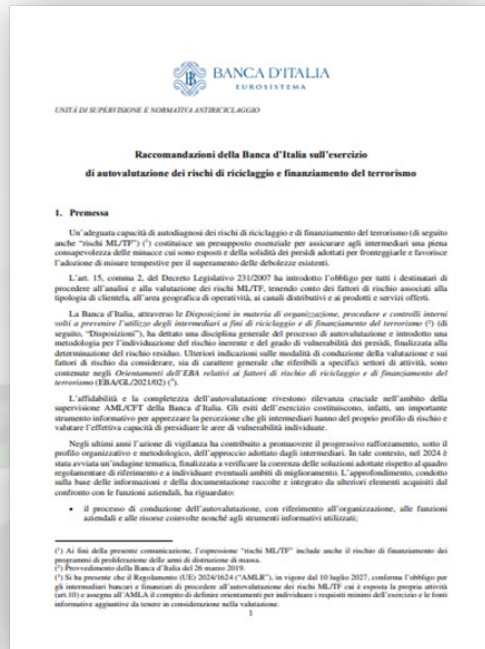 BANCA D'ITALIA
EUROSISTEMA
UNITÀ DI SUPERVISIONE E NORMATIVA ANTIRICICLAGGIO
Raccomandazioni della Banca d'Italia sull'esercizio
di autovalutazione dei rischi di riciclaggio e finanziamento del terrorismo
1. Premessa
Un'adeguata capacità di autodiagnosi dei rischi di riciclaggio e di finanziamento del terrorismo (di seguito
anche "rischi ML/TF") (¹) costituisce un presupposto essenziale per assicurare agli intermediari una piena
consapevolezza delle minacce cui sono esposti e della solidità dei presidi adottati per fronteggiarle e favorisce
l'adozione di misure tempestive per il superamento delle debolezze esistenti.
L'art. 15, comma 2, del Decreto Legislativo 231/2007 ha introdotto l'obbligo per tutti i destinatari di
procedere all'analisi e alla valutazione dei rischi ML/TF, tenendo conto dei fattori di rischio associati alla
tipologia di clientela, all'area geografica di operatività, ai canali distributivi e ai prodotti e servizi offerti.
La Banca d'Italia, attraverso le Disposizioni in materia di organizzazione, procedure e controlli interni
volti a prevenire l'utilizzo degli intermediari a fini di riciclaggio e di finanziamento del terrorismo (²) (di
seguito, "Disposizioni"), ha dettato una disciplina generale del processo di autovalutazione e introdotto una
metodologia per l'individuazione del rischio inerente e del grado di vulnerabilità dei presidi, finalizzata alla
determinazione del rischio residuo. Ulteriori indicazioni sulle modalità di conduzione della valutazione e sui
fattori di rischio da considerare, sia di carattere generale che riferibili a specifici settori di attività, sono
contenute negli Orientamenti dell'EBA relativi ai fattori di rischio di riciclaggio e di finanziamento del
terrorismo (EBA/GL/2021/02) (³).
L'affidabilità e la completezza dell'autovalutazione rivestono rilevanza cruciale nell'ambito della
supervisione AML/CFT della Banca d'Italia. Gli esiti dell'esercizio costituiscono, infatti, un importante
strumento informativo per apprezzare la percezione che gli intermediari hanno del proprio profilo di rischio e
valutare l'effettiva capacità di presidiare le aree di vulnerabilità individuate.
Negli ultimi anni l'azione di vigilanza ha contribuito a promuovere il progressivo rafforzamento, sotto il
profilo organizzativo e metodologico, dell'approccio adottato dagli intermediari. In tale contesto, nel 2024 è
stata avviata un'indagine tematica, finalizzata a verificare la coerenza delle soluzioni adottate rispetto al quadro
regolamentare di riferimento e a individuare eventuali ambiti di miglioramento. L'approfondimento, condotto
sulla base delle informazioni e della documentazione raccolte e integrato da ulteriori elementi acquisiti dal
confronto con le funzioni aziendali, ha riguardato:
• il processo di conduzione dell'autovalutazione, con riferimento all'organizzazione, alle funzioni
aziendali e alle risorse coinvolte nonché agli strumenti informativi utilizzati;
(¹) Ai fini della presente comunicazione, l'espressione "rischi ML/TF" include anche il rischio di finanziamento dei
programmi di proliferazione delle armi di distruzione di massa.
(²) Provvedimento della Banca d'Italia del 26 marzo 2019.
(³) Si ha presente che il Regolamento (UE) 2024/1624 ("AMLR"), in vigore dal 10 luglio 2027, conferma l'obbligo per
gli intermediari bancari e finanziari di procedere all'autovalutazione dei rischi ML/TF cui è esposta la propria attività
(art.10) e assegna all'AMLA il compito di definire orientamenti per individuare i requisiti minimi dell'esercizio e le fonti
informative aggiuntive da tenere in considerazione nella valutazione.
1